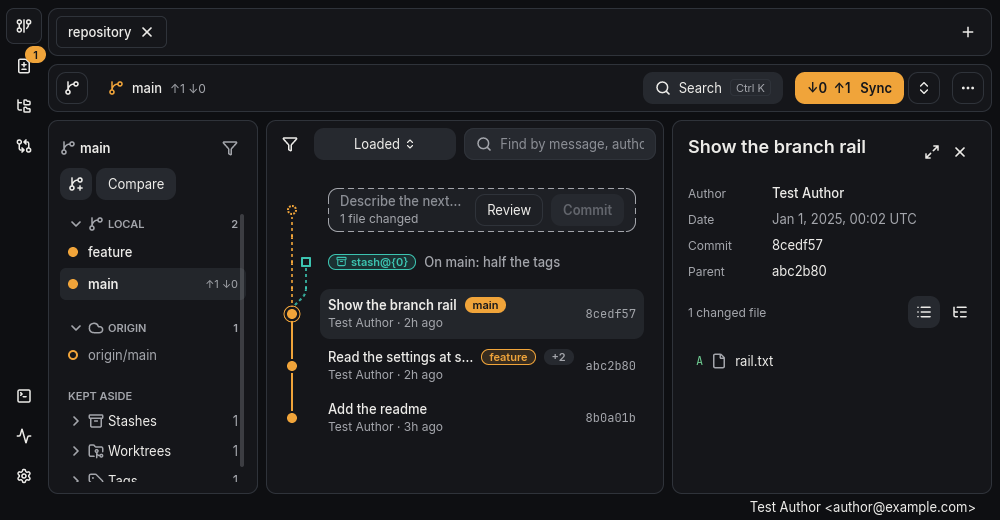 repository
1
main ↑1 ↓0
Search Ctrl K
↓0 ↑1 Sync
main
Compare
LOCAL 2
feature
main ↑1 ↓0
ORIGIN 1
origin/main
KEPT ASIDE
Stashes 1
Worktrees 1
Tags 1
Loaded
Find by message, autho
Describe the next...
1 file changed
Review
Commit
stash@{0} On main: half the tags
Show the branch rail main
Test Author · 2h ago
8cedf57
Read the settings at s... feature +2
Test Author · 2h ago
abc2b80
Add the readme
Test Author · 3h ago
8b0a01b
Show the branch rail
Author Test Author
Date Jan 1, 2025, 00:02 UTC
Commit 8cedf57
Parent abc2b80
1 changed file
A rail.txt
Test Author <author@example.com>